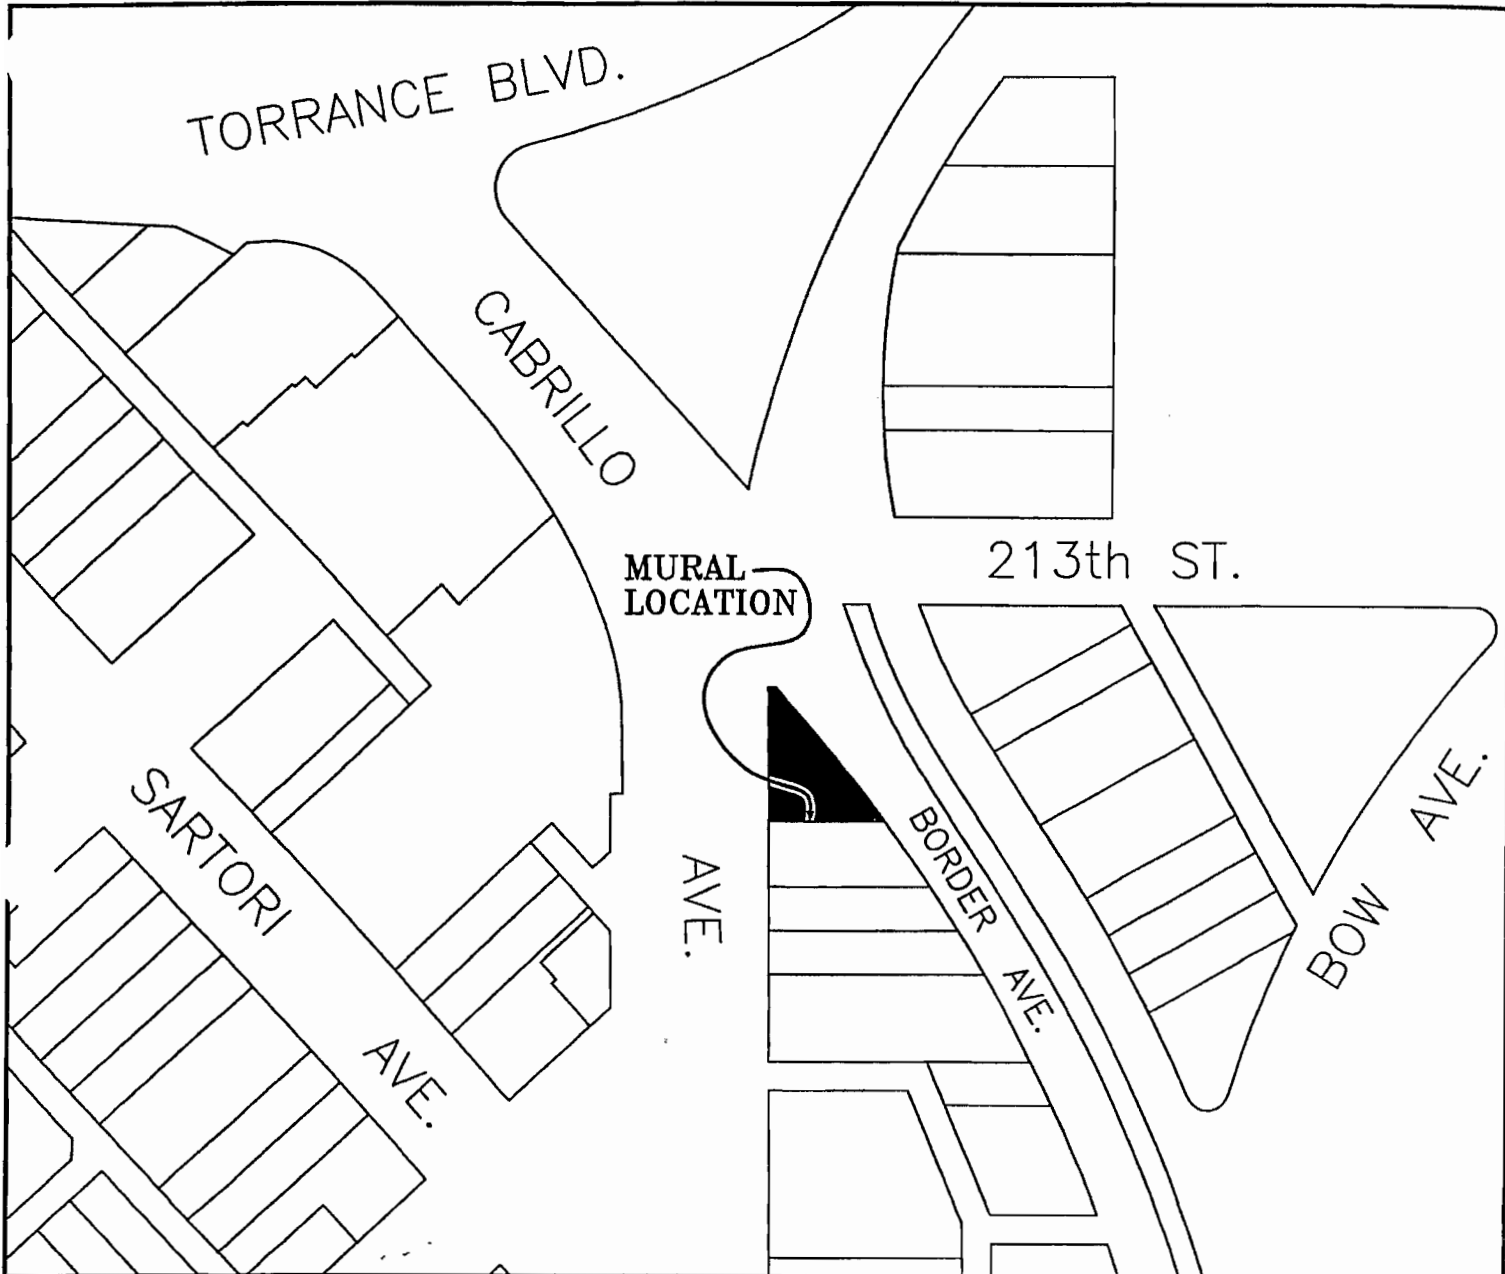 TORRANCE BLVD.
CABRILLO
AVE.
213th ST.
MURAL
LOCATION
SARTORI
AVE.
BORDER AVE.
BOW AVE.